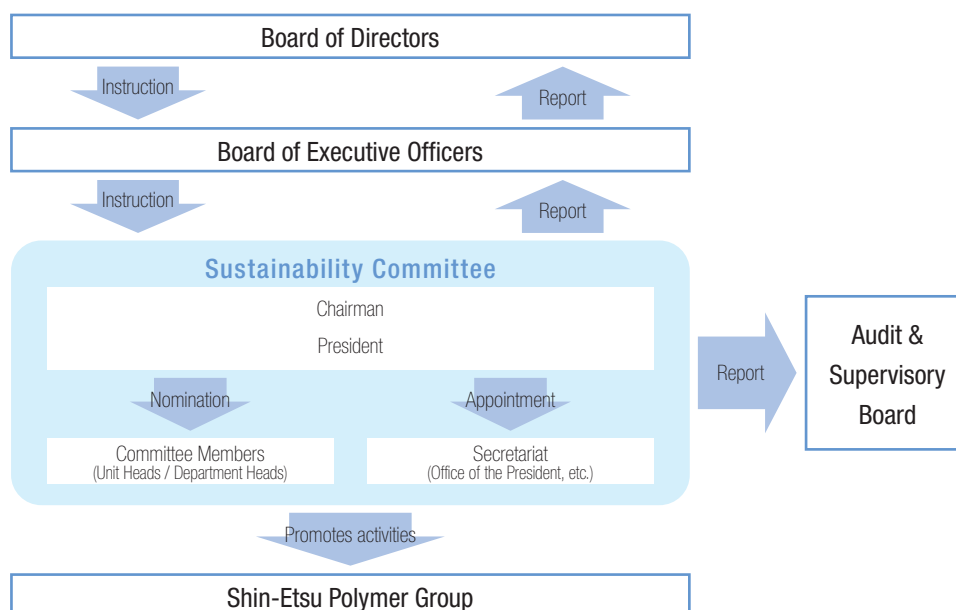 Board of Directors
Instruction
Report
Board of Executive Officers
Instruction
Report
Sustainability Committee
Chairman
President
Nomination
Appointment
Committee Members
(Unit Heads / Department Heads)
Secretariat
(Office of the President, etc.)
Report
Audit &
Supervisory
Board
Promotes activities
Shin-Etsu Polymer Group